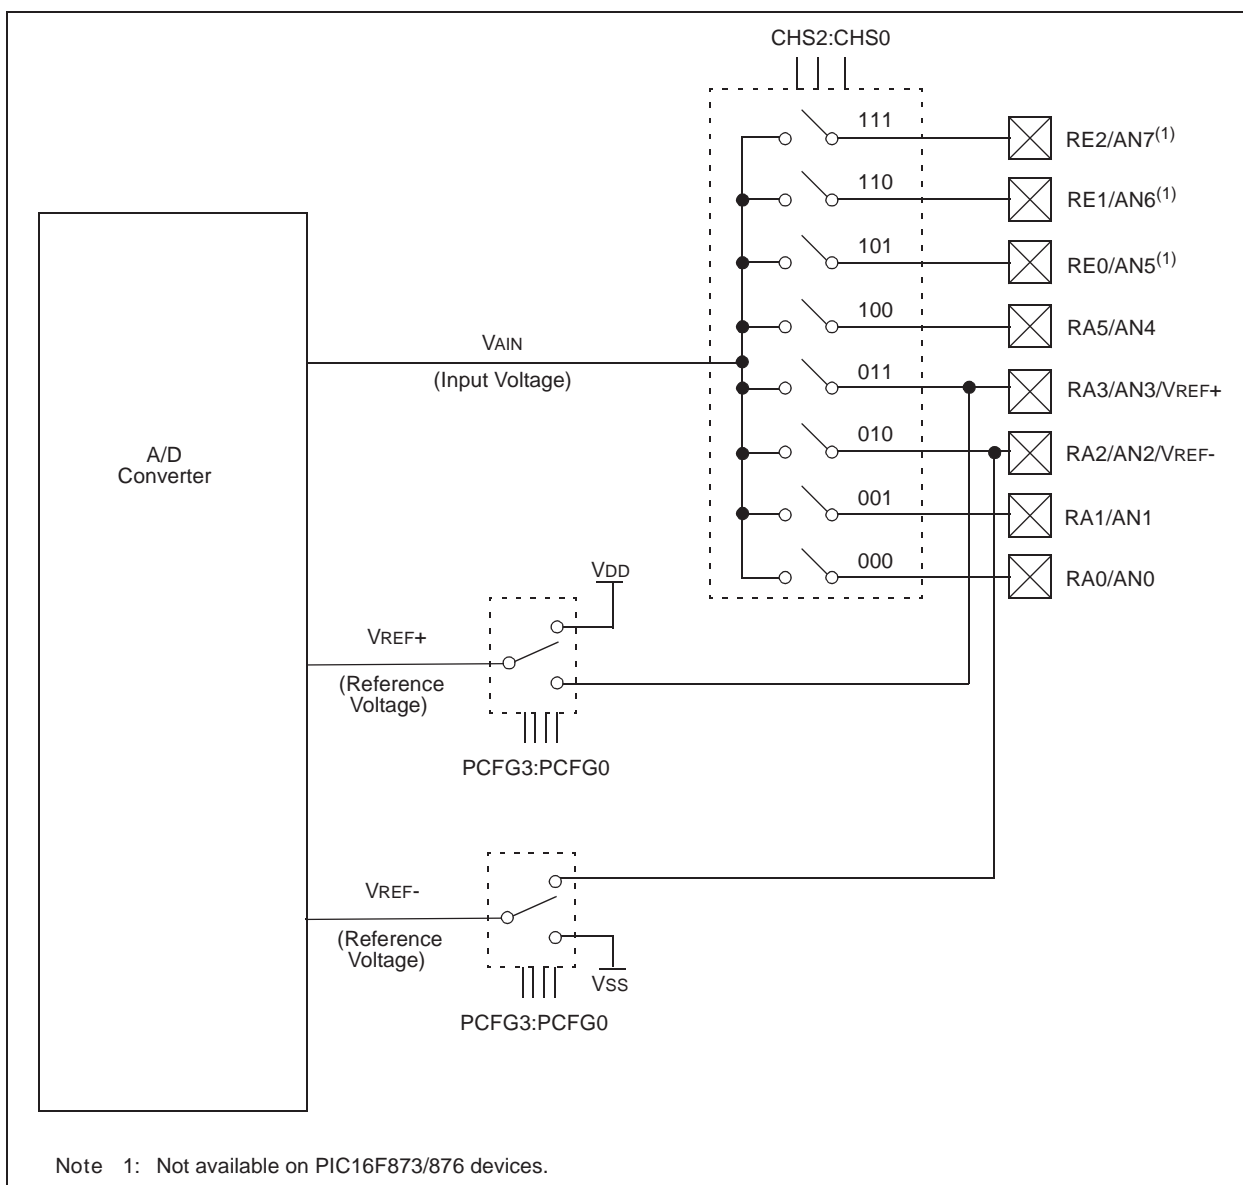 CHS2:CHS0
111
RE2/AN7(1)
110
RE1/AN6(1)
101
RE0/AN5(1)
100
RA5/AN4
VAIN
(Input Voltage)
011
RA3/AN3/VREF+
010
RA2/AN2/VREF-
A/D
Converter
001
RA1/AN1
000
RA0/AN0
VDD
VREF+
(Reference
Voltage)
PCFG3:PCFG0
VREF-
(Reference
Voltage)
VSS
PCFG3:PCFG0
Note 1: Not available on PIC16F873/876 devices.